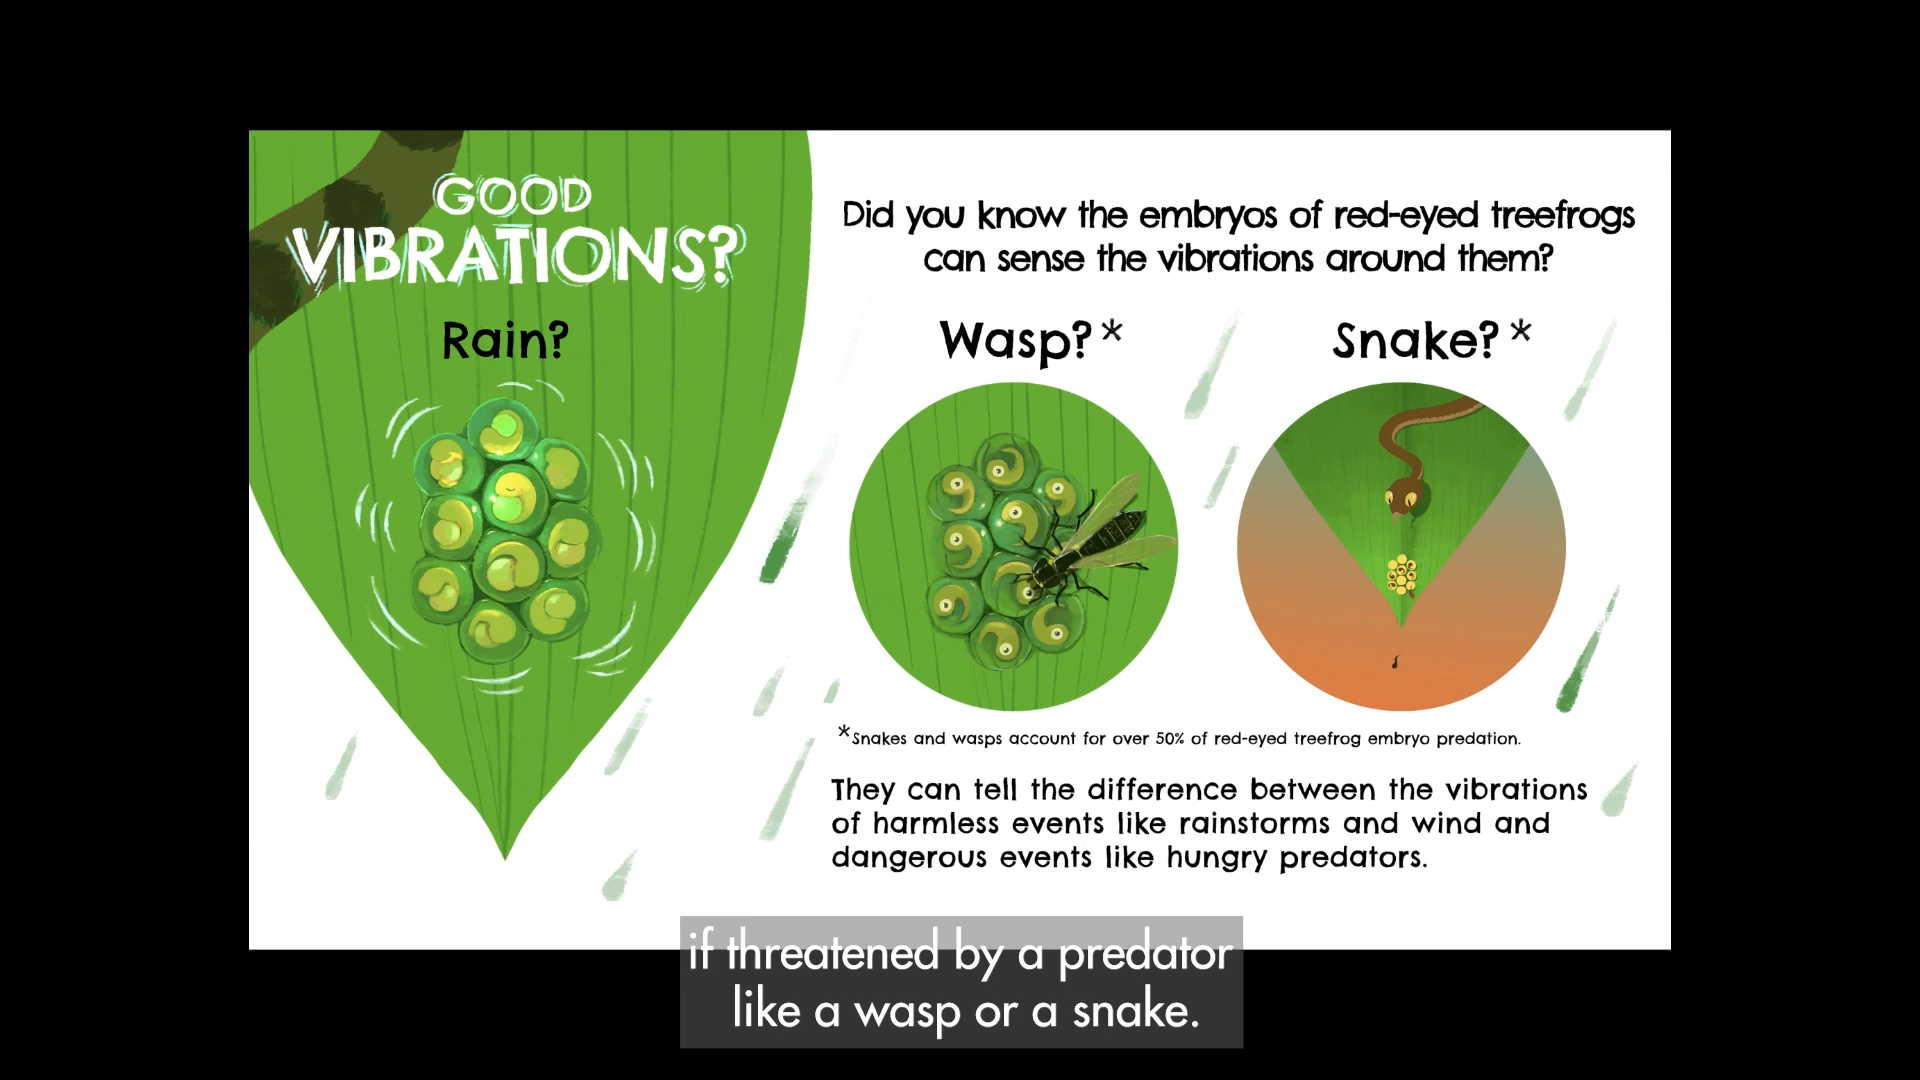 GOOD
VIBRATIONS?
Did you know the embryos of red-eyed treefrogs
can sense the vibrations around them?
Rain?
Wasp?*
Snake?*
*Snakes and wasps account for over 50% of red-eyed treefrog embryo predation.
They can tell the difference between the vibrations
of harmless events like rainstorms and wind and
dangerous events like hungry predators.
if threatened by a predator
like a wasp or a snake.